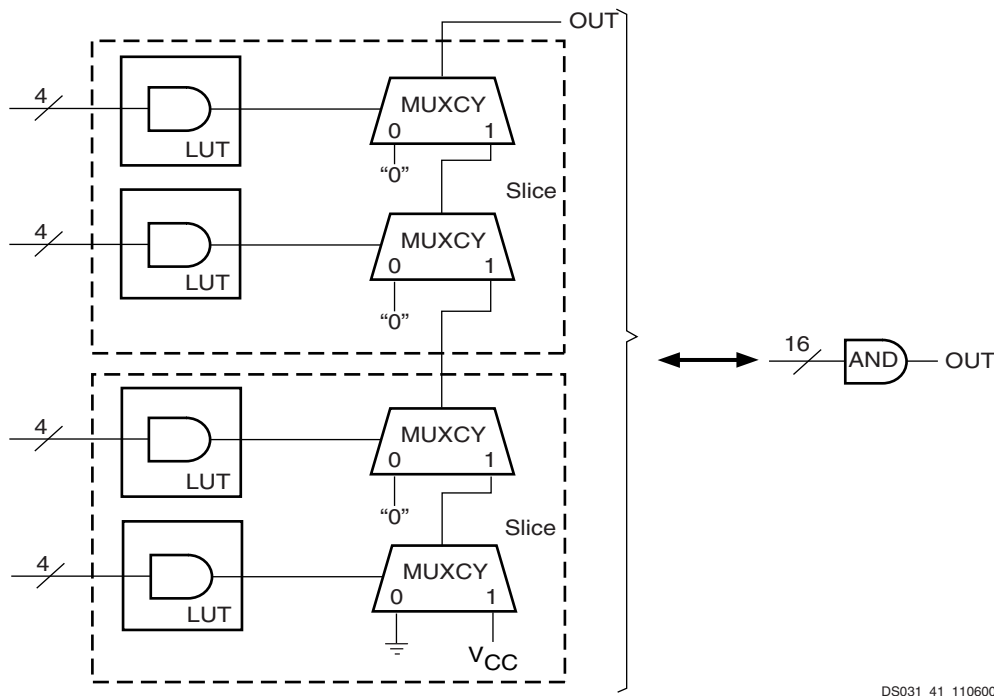 OUT
4
LUT
MUXCY
0 1
“0”
Slice
4
LUT
MUXCY
0 1
“0”
16
AND
OUT
4
LUT
MUXCY
0 1
“0”
Slice
4
LUT
MUXCY
0 1
VCC
DS031_41_110600